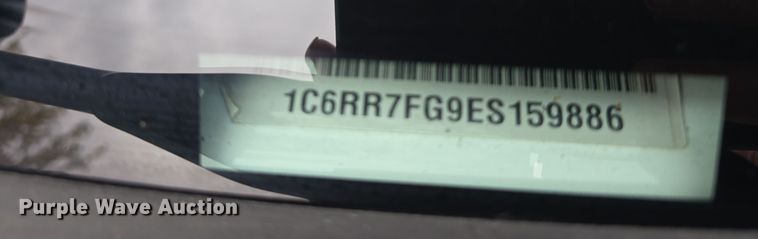 1C6RR7FG9ES159886
Purple Wave Auction